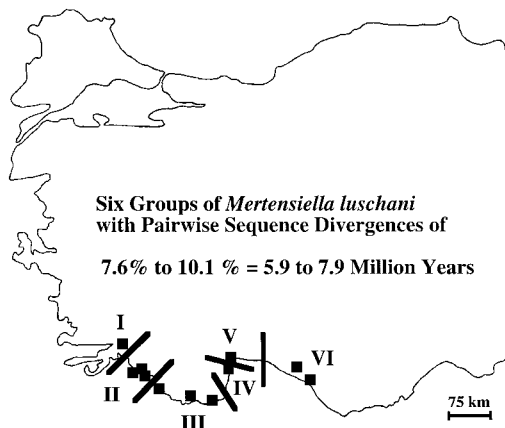 Six Groups of Mertensiella luschani
with Pairwise Sequence Divergences of
7.6% to 10.1 % = 5.9 to 7.9 Million Years
I
V
VI
II
IV
III
75 km